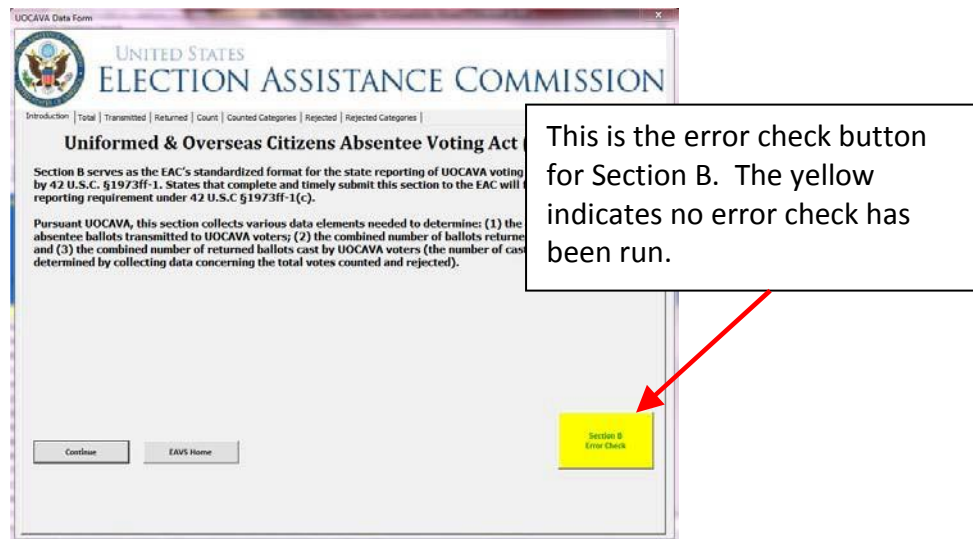 UOCAVA Data Form
x
UNITED STATES
ELECTION ASSISTANCE COMMISSION
Introduction | Total | Transmitted | Returned | Count | Counted Categories | Rejected | Rejected Categories |
Uniformed & Overseas Citizens Absentee Voting Act (
Section B serves as the EAC's standardized format for the state reporting of UOCAVA voting
by 42 U.S.C. §1973ff-1. States that complete and timely submit this section to the EAC will
reporting requirement under 42 U.S.C §1973ff-1(c).
Pursuant UOCAVA, this section collects various data elements needed to determine: (1) the
absentee ballots transmitted to UOCAVA voters; (2) the combined number of ballots returne
and (3) the combined number of returned ballots cast by UOCAVA voters (the number of cas
determined by collecting data concerning the total votes counted and rejected).
This is the error check button
for Section B.  The yellow
indicates no error check has
been run.
Section B
Error Check
Continue
EAVS Home